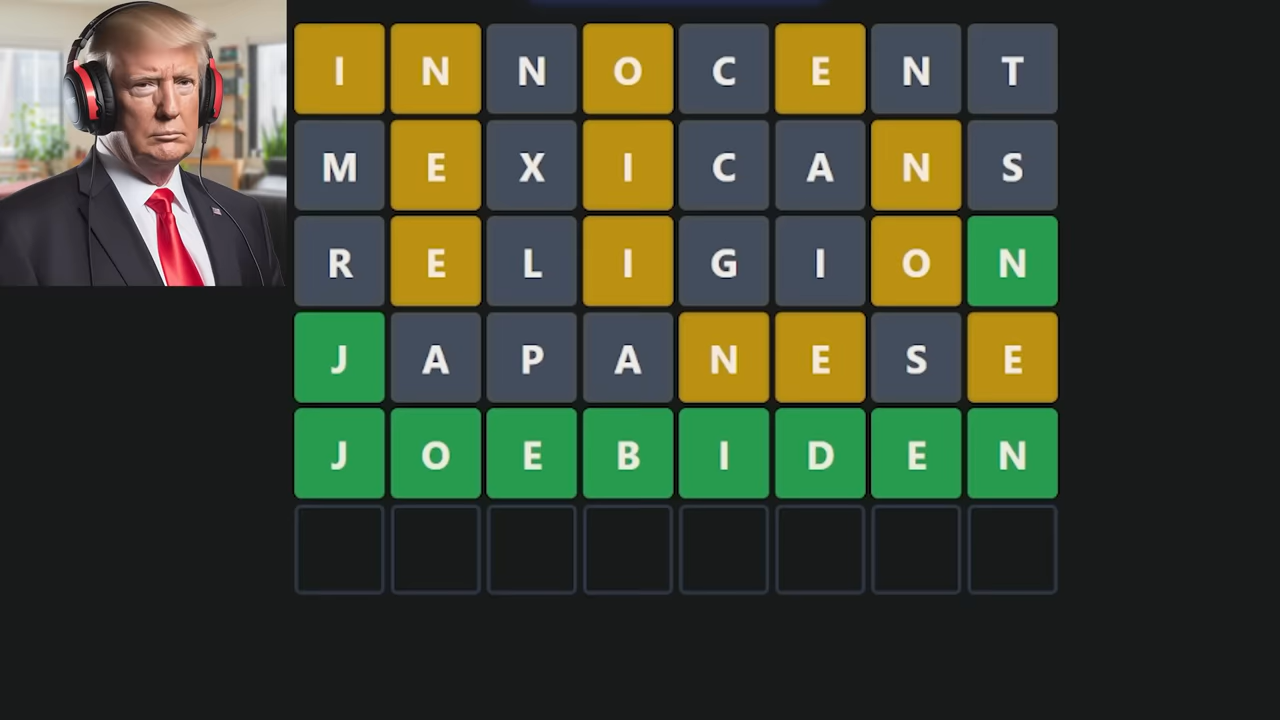 INNOCENT
MEXICANS
RELIGION
JAPANESE
JOEBIDEN